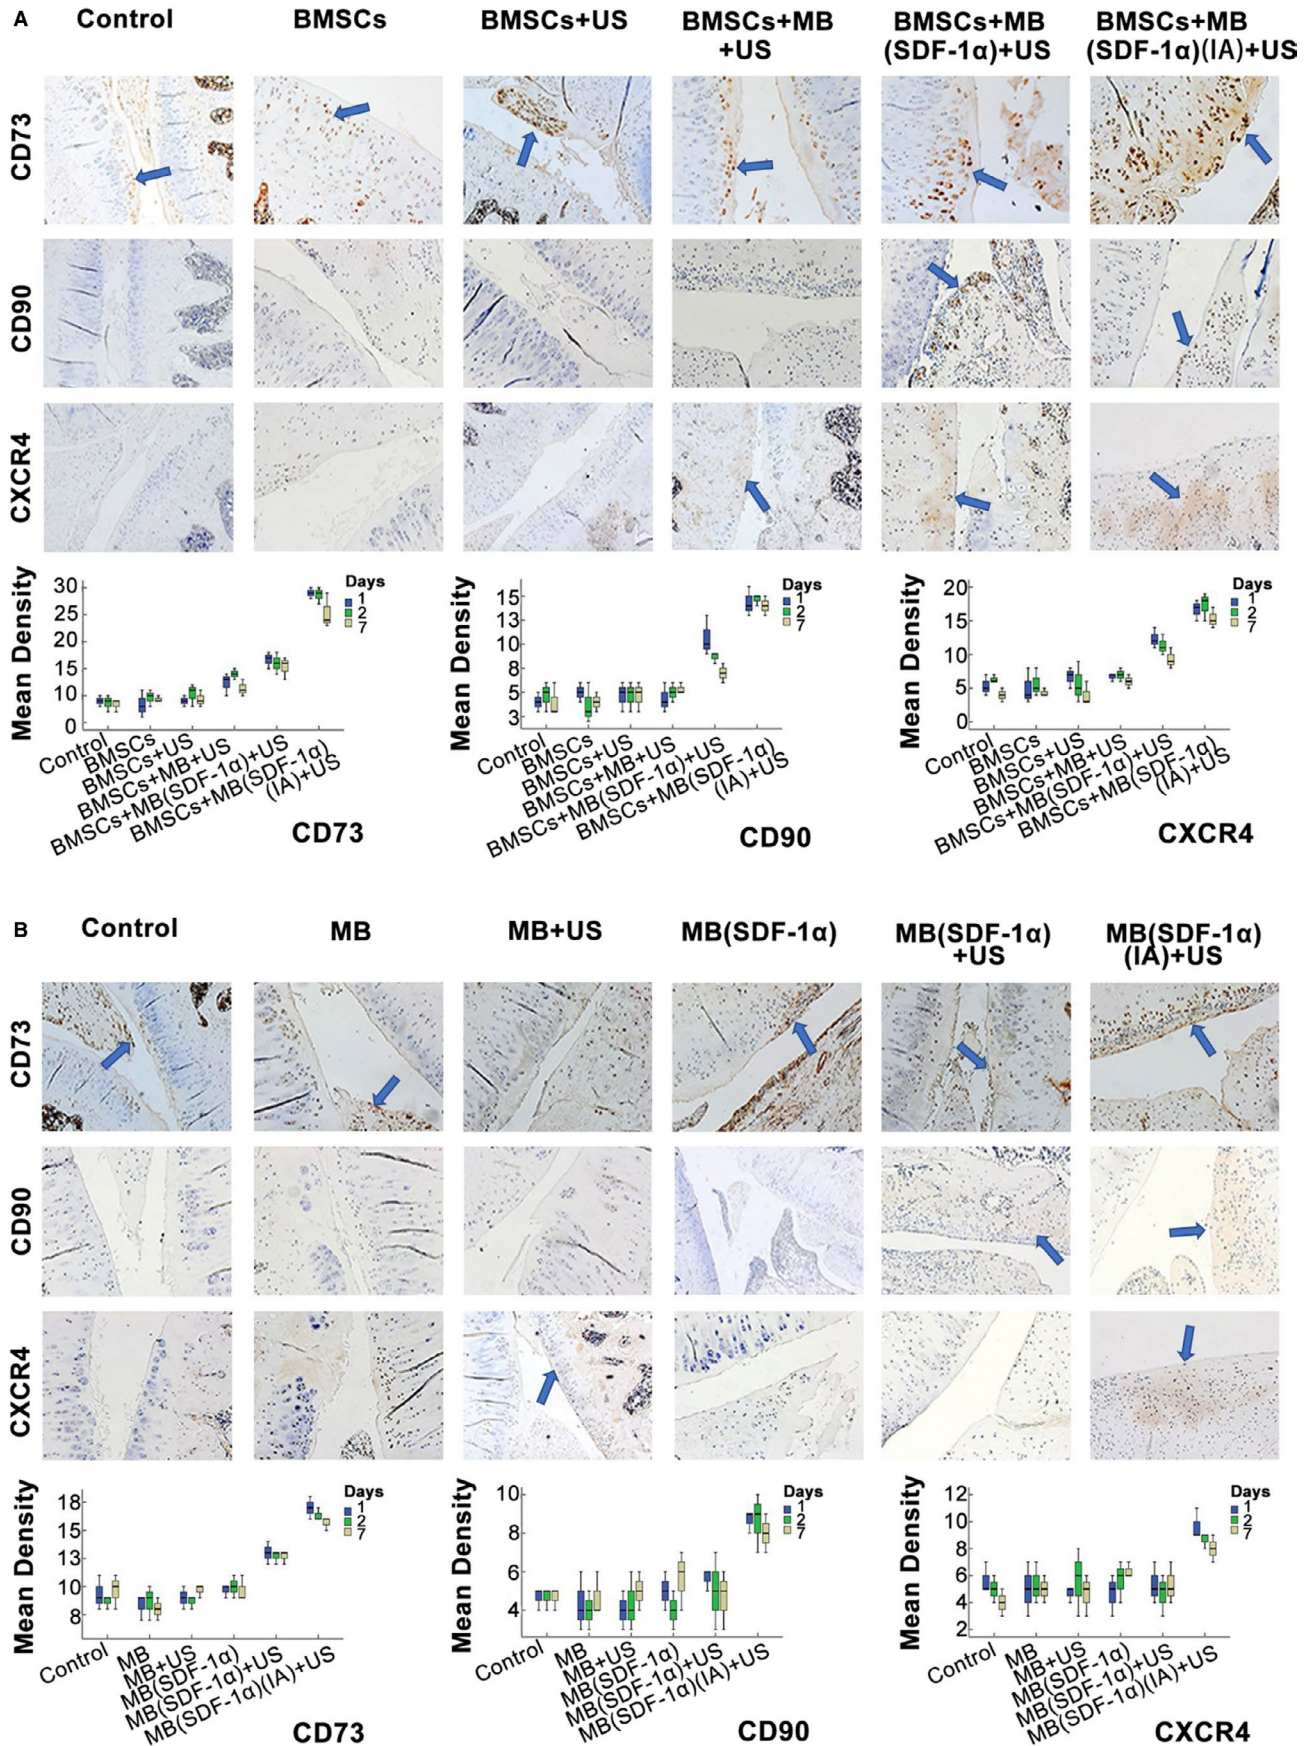 A
Control
BMSCs
BMSCs+US
BMSCs+MB
+US
BMSCs+MB
(SDF-1α)+US
BMSCs+MB
(SDF-1α)(IA)+US
CD73
CD90
CXCR4
Mean Density
30
25
20
15
10
0
Days
1
2
7
Control
BMSCs
BMSCs+US
BMSCs+MB+US
BMSCs+MB(SDF-1α)+US
BMSCs+MB(SDF-1α)
(IA)+US
CD73
Mean Density
15
13
10
8
5
3
Days
1
2
7
Control
BMSCs
BMSCs+US
BMSCs+MB+US
BMSCs+MB(SDF-1α)+US
BMSCs+MB(SDF-1α)
(IA)+US
CD90
Mean Density
20
15
10
5
0
Days
1
2
7
Control
BMSCs
BMSCs+US
BMSCs+MB+US
BMSCs+MB(SDF-1α)+US
BMSCs+MB(SDF-1α)
(IA)+US
CXCR4
B
Control
MB
MB+US
MB(SDF-1α)
MB(SDF-1α)
+US
MB(SDF-1α)
(IA)+US
CD73
CD90
CXCR4
Mean Density
18
15
13
10
8
Days
1
2
7
Control
MB
MB+US
MB(SDF-1α)
MB(SDF-1α)+US
MB(SDF-1α)(IA)+US
CD73
Mean Density
10
8
6
4
Days
1
2
7
Control
MB
MB+US
MB(SDF-1α)
MB(SDF-1α)+US
MB(SDF-1α)(IA)+US
CD90
Mean Density
12
10
8
6
4
2
Days
1
2
7
Control
MB
MB+US
MB(SDF-1α)
MB(SDF-1α)+US
MB(SDF-1α)(IA)+US
CXCR4